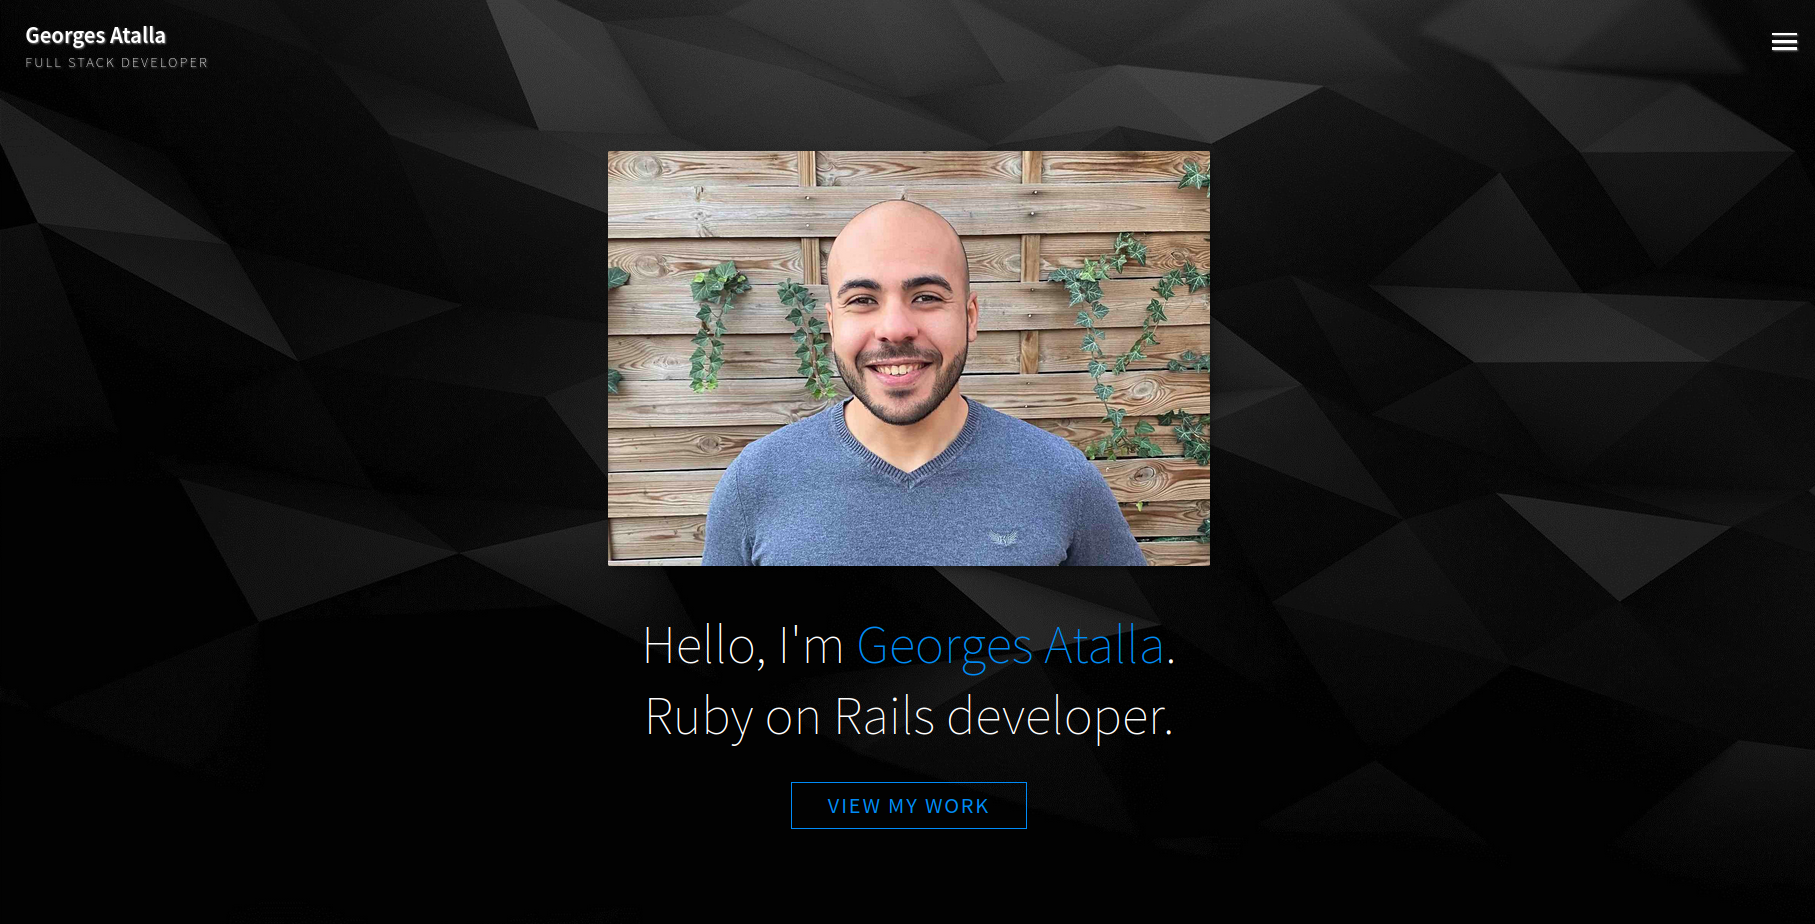 Georges Atalla
FULL STACK DEVELOPER
Hello, I'm Georges Atalla.
Ruby on Rails developer.
VIEW MY WORK